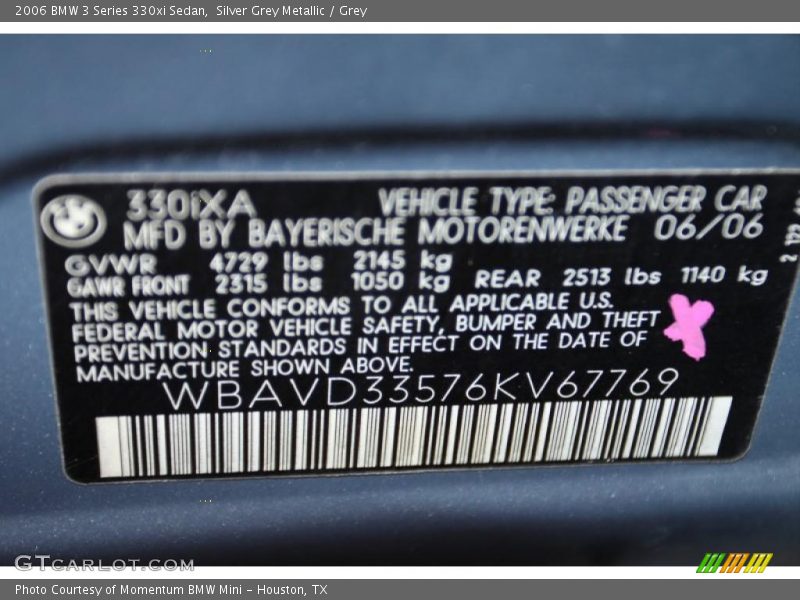 2006 BMW 3 Series 330xi Sedan, Silver Grey Metallic / Grey
330iXA VEHICLE TYPE: PASSENGER CAR
MFD BY BAYERISCHE MOTORENWERKE 06/06
GVWR 4729 lbs 2145 kg
GAWR FRONT 2315 lbs 1050 kg REAR 2513 lbs 1140 kg
THIS VEHICLE CONFORMS TO ALL APPLICABLE U.S.
FEDERAL MOTOR VEHICLE SAFETY, BUMPER AND THEFT
PREVENTION STANDARDS IN EFFECT ON THE DATE OF
MANUFACTURE SHOWN ABOVE.
WBAVD33576KV67769
GTCARLOT.COM
Photo Courtesy of Momentum BMW Mini - Houston, TX